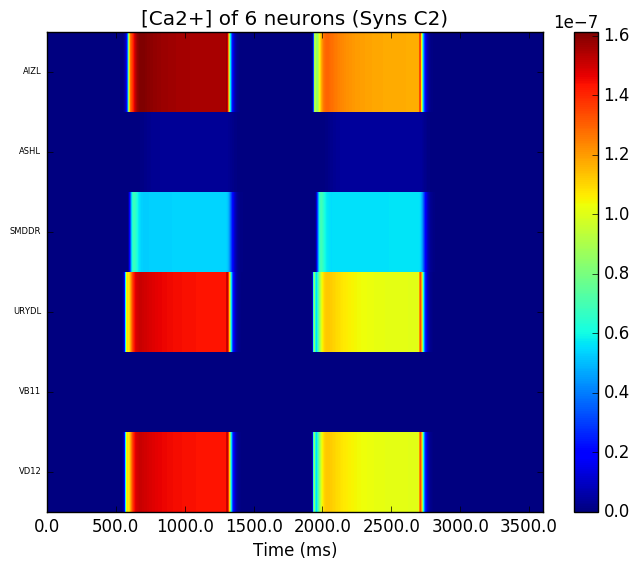 [Ca2+] of 6 neurons (Syns C2)
1e−7
AIZL
ASHL
SMDDR
URYDL
VB11
VD12
1.6
1.4
1.2
1.0
0.8
0.6
0.4
0.2
0.0
0.0 500.0 1000.0 1500.0 2000.0 2500.0 3000.0 3500.0
Time (ms)